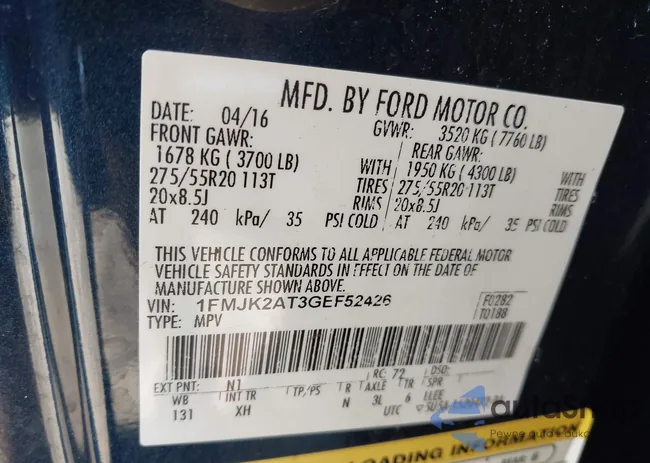 MFD. BY FORD MOTOR CO.
DATE: 04/16 GVWR: 3520 KG ( 7760 LB)
FRONT GAWR: REAR GAWR:
1678 KG ( 3700 LB) WITH 1950 KG ( 4300 LB) WITH
275/55R20 113T TIRES 275/55R20 113T TIRES
20x8.5J RIMS 20x8.5J RIMS
AT 240 kPa/ 35 PSI COLD AT 240 kPa/ 35 PSI COLD
THIS VEHICLE CONFORMS TO ALL APPLICABLE FEDERAL MOTOR
VEHICLE SAFETY STANDARDS IN EFFECT ON THE DATE OF
MANUFACTURE SHOWN ABOVE.
VIN: 1FMJK2AT3GEF52426 F0282
TYPE: MPV T0188
RC: 72 DSO:
EXT PNT: N1
WB INT TR TP/PS R AXLE TR SPR
131 XH N 3L 6
UTC
LOADING INFORMATION